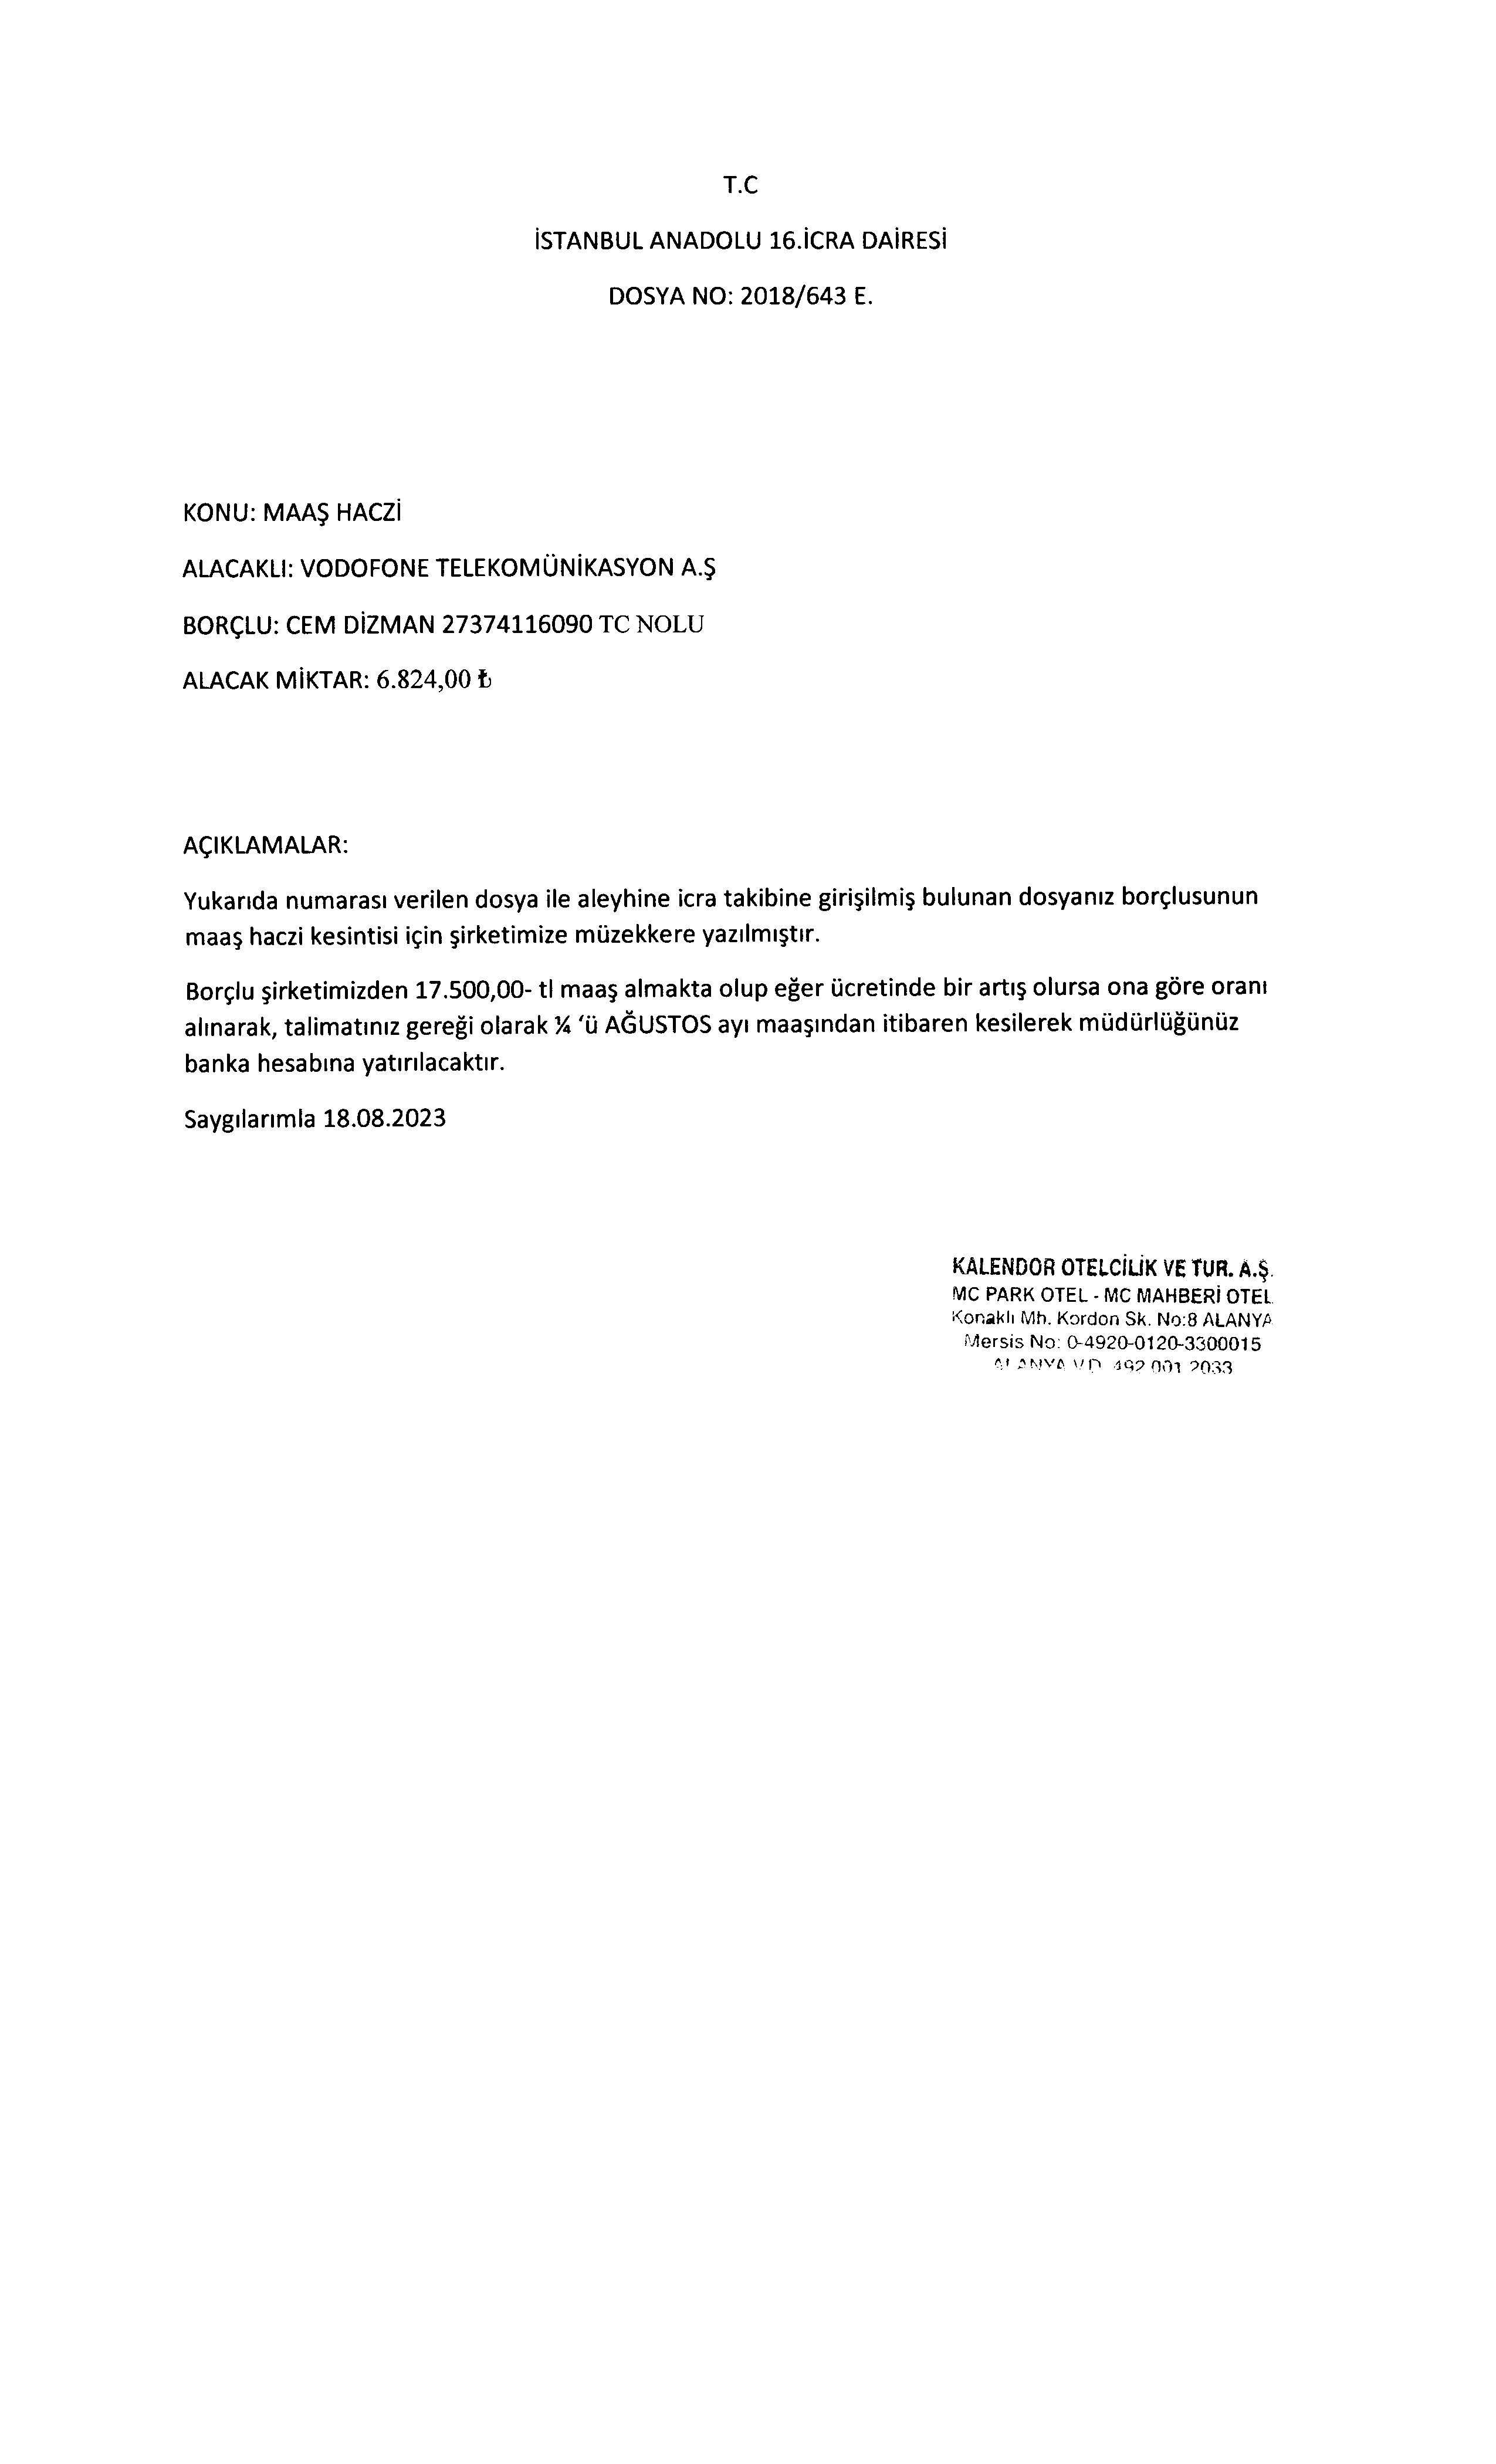 T.C
İSTANBUL ANADOLU 16.İCRA DAİRESİ
DOSYA NO: 2018/643 E.
KONU: MAAŞ HACZİ
ALACAKLI: VODOFONE TELEKOMÜNİKASYON A.Ş
BORÇLU: CEM DİZMAN 27374116090 TC NOLU
ALACAK MİKTAR: 6.824,00 ₺
AÇIKLAMALAR:
Yukarıda numarası verilen dosya ile aleyhine icra takibine girişilmiş bulunan dosyanız borçlusunun
maaş haczi kesintisi için şirketimize müzekkere yazılmıştır.
Borçlu şirketimizden 17.500,00- tl maaş almakta olup eğer ücretinde bir artış olursa ona göre oranı
alınarak, talimatınız gereği olarak ¼ ‘ü AĞUSTOS ayı maaşından itibaren kesilerek müdürlüğünüz
banka hesabına yatırılacaktır.
Saygılarımla 18.08.2023
KALENDOR OTELCİLİK VE TUR. A.Ş.
MC PARK OTEL - MC MAHBERİ OTEL
Konaklı Mh. Kordon Sk. No:8 ALANYA
Mersis No: 0-4920-0120-3300015
ALANYA V.D. 492 001 2033